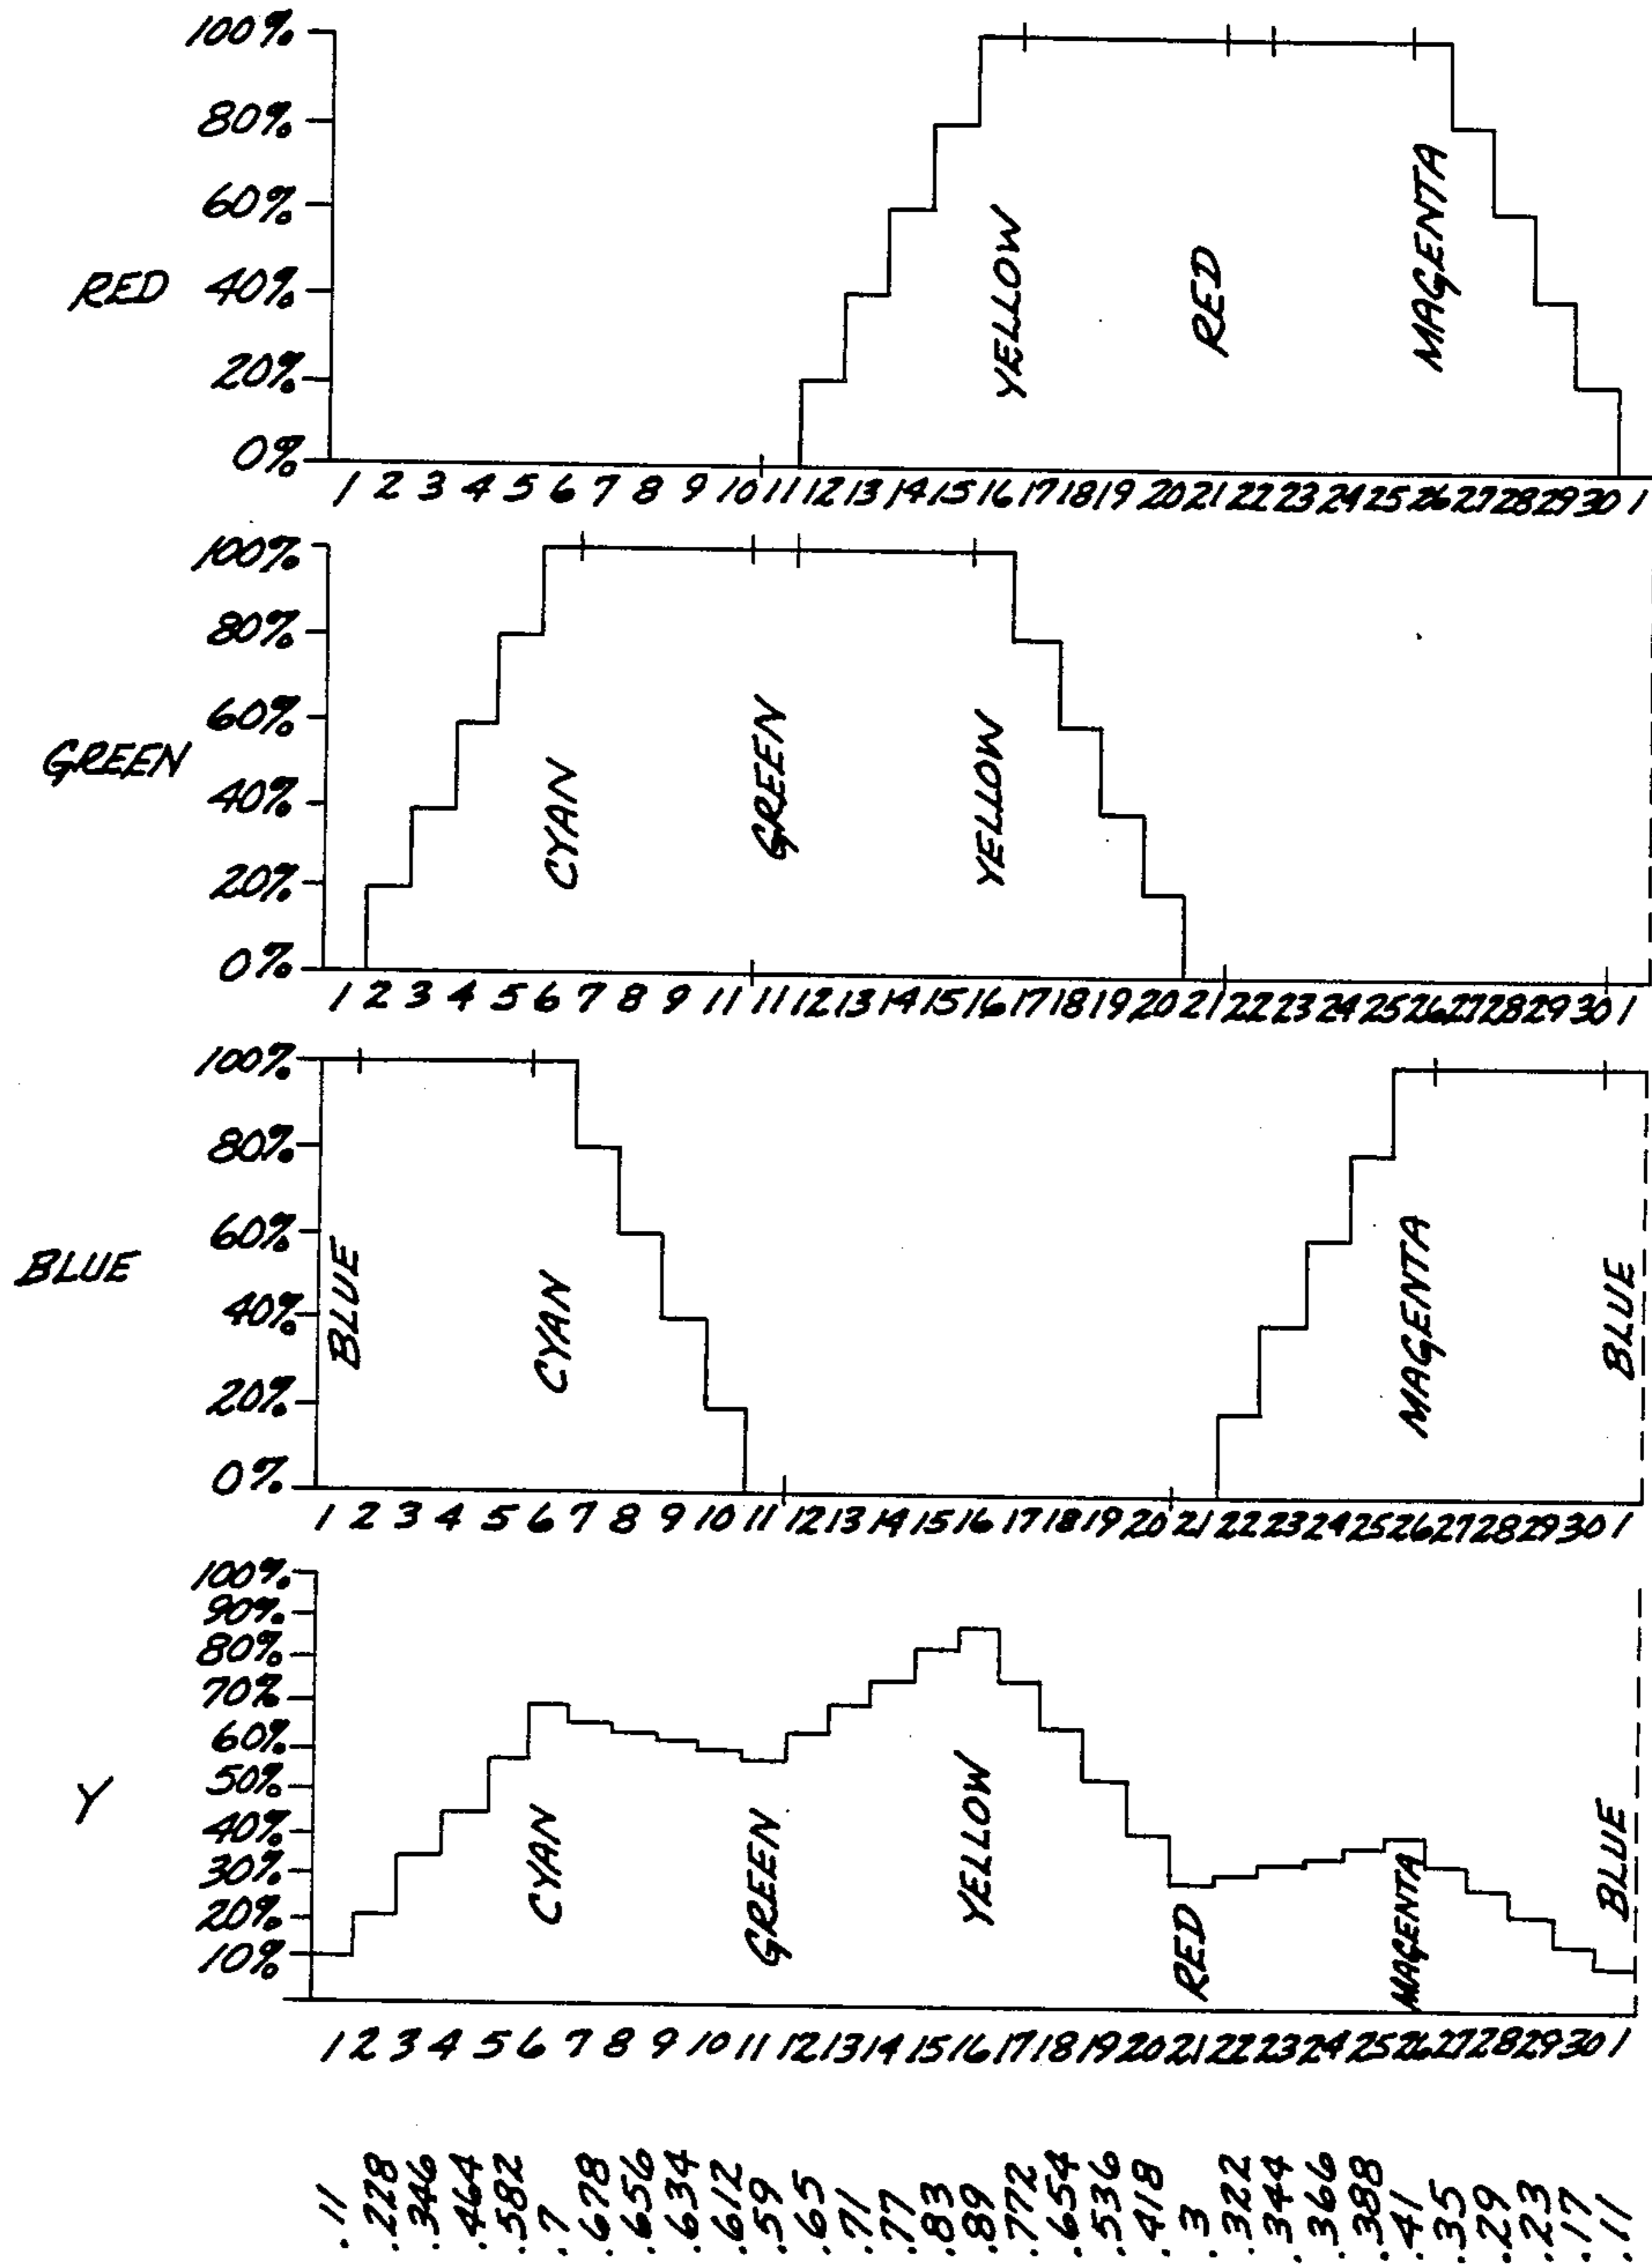 100%
80%
60%
RED 40%
20%
0%
YELLOW
RED
MAGENTA
1 2 3 4 5 6 7 8 9 10 11 12 13 14 15 16 17 18 19 20 21 22 23 24 25 26 27 28 29 30 1
100%
80%
60%
GREEN
40%
20%
0%
CYAN
GREEN
YELLOW
1 2 3 4 5 6 7 8 9 11 11 12 13 14 15 16 17 18 19 20 21 22 23 24 25 26 27 28 29 30 1
100%
80%
60%
BLUE
40%
20%
0%
BLUE
CYAN
MAGENTA
BLUE
1 2 3 4 5 6 7 8 9 10 11 12 13 14 15 16 17 18 19 20 21 22 23 24 25 26 27 28 29 30 1
100%
90%
80%
70%
60%
50%
Y
40%
30%
20%
10%
CYAN
GREEN
YELLOW
RED
MAGENTA
BLUE
1 2 3 4 5 6 7 8 9 10 11 12 13 14 15 16 17 18 19 20 21 22 23 24 25 26 27 28 29 30 1
.11 .228 .346 .464 .582 .7 .678 .656 .634 .612 .59 .65 .71 .77 .83 .89 .772 .654 .536 .418 .3 .322 .344 .366 .388 .41 .35 .29 .23 .17 .11